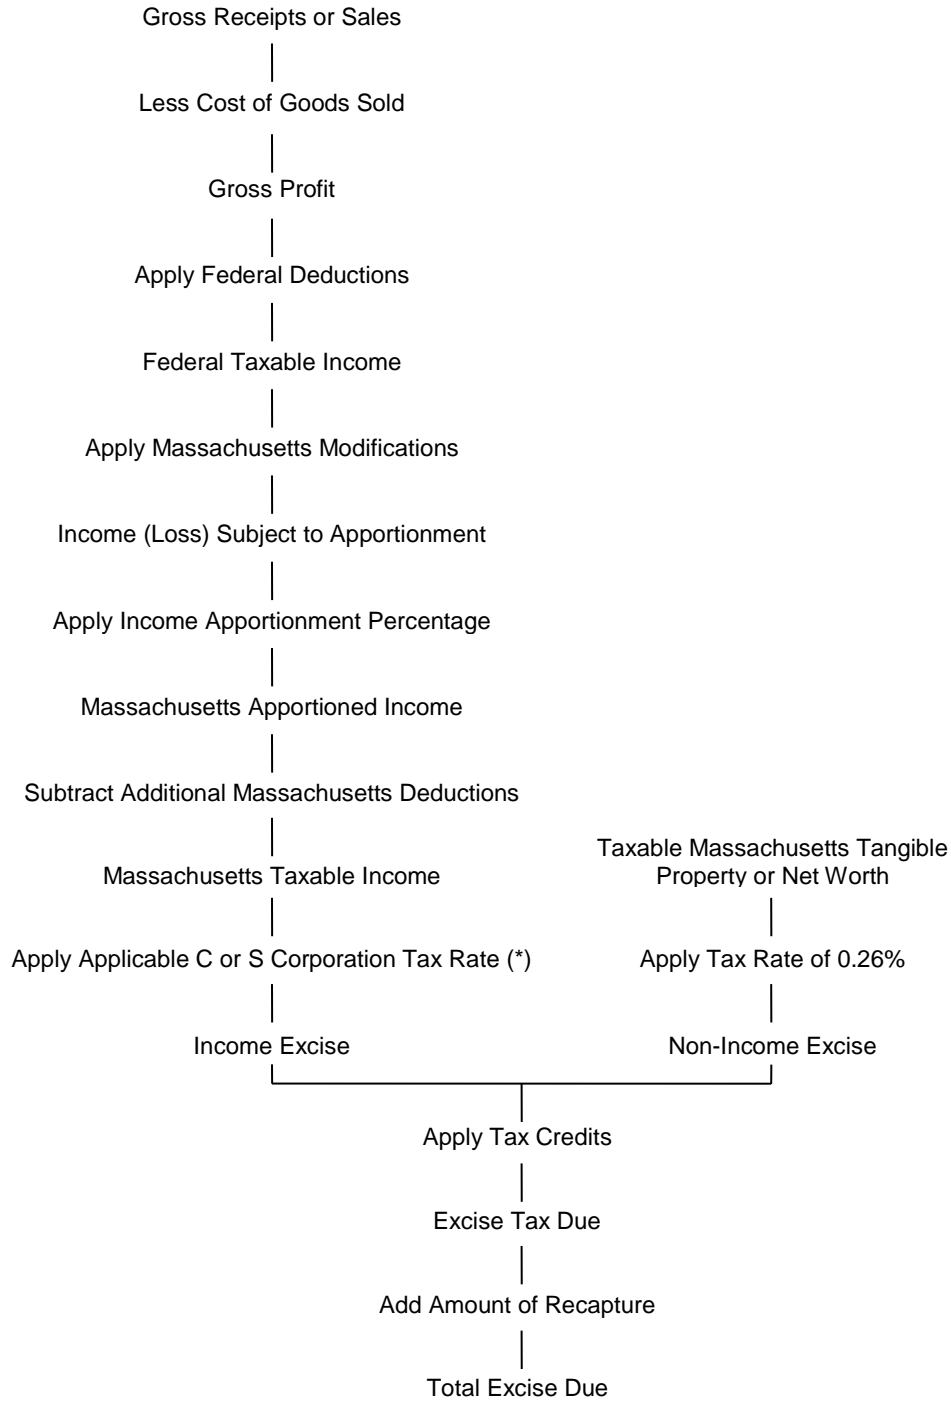 Gross Receipts or Sales
Less Cost of Goods Sold
Gross Profit
Apply Federal Deductions
Federal Taxable Income
Apply Massachusetts Modifications
Income (Loss) Subject to Apportionment
Apply Income Apportionment Percentage
Massachusetts Apportioned Income
Subtract Additional Massachusetts Deductions
Massachusetts Taxable Income
Taxable Massachusetts Tangible
Property or Net Worth
Apply Applicable C or S Corporation Tax Rate (*)
Apply Tax Rate of 0.26%
Income Excise
Non-Income Excise
Apply Tax Credits
Excise Tax Due
Add Amount of Recapture
Total Excise Due